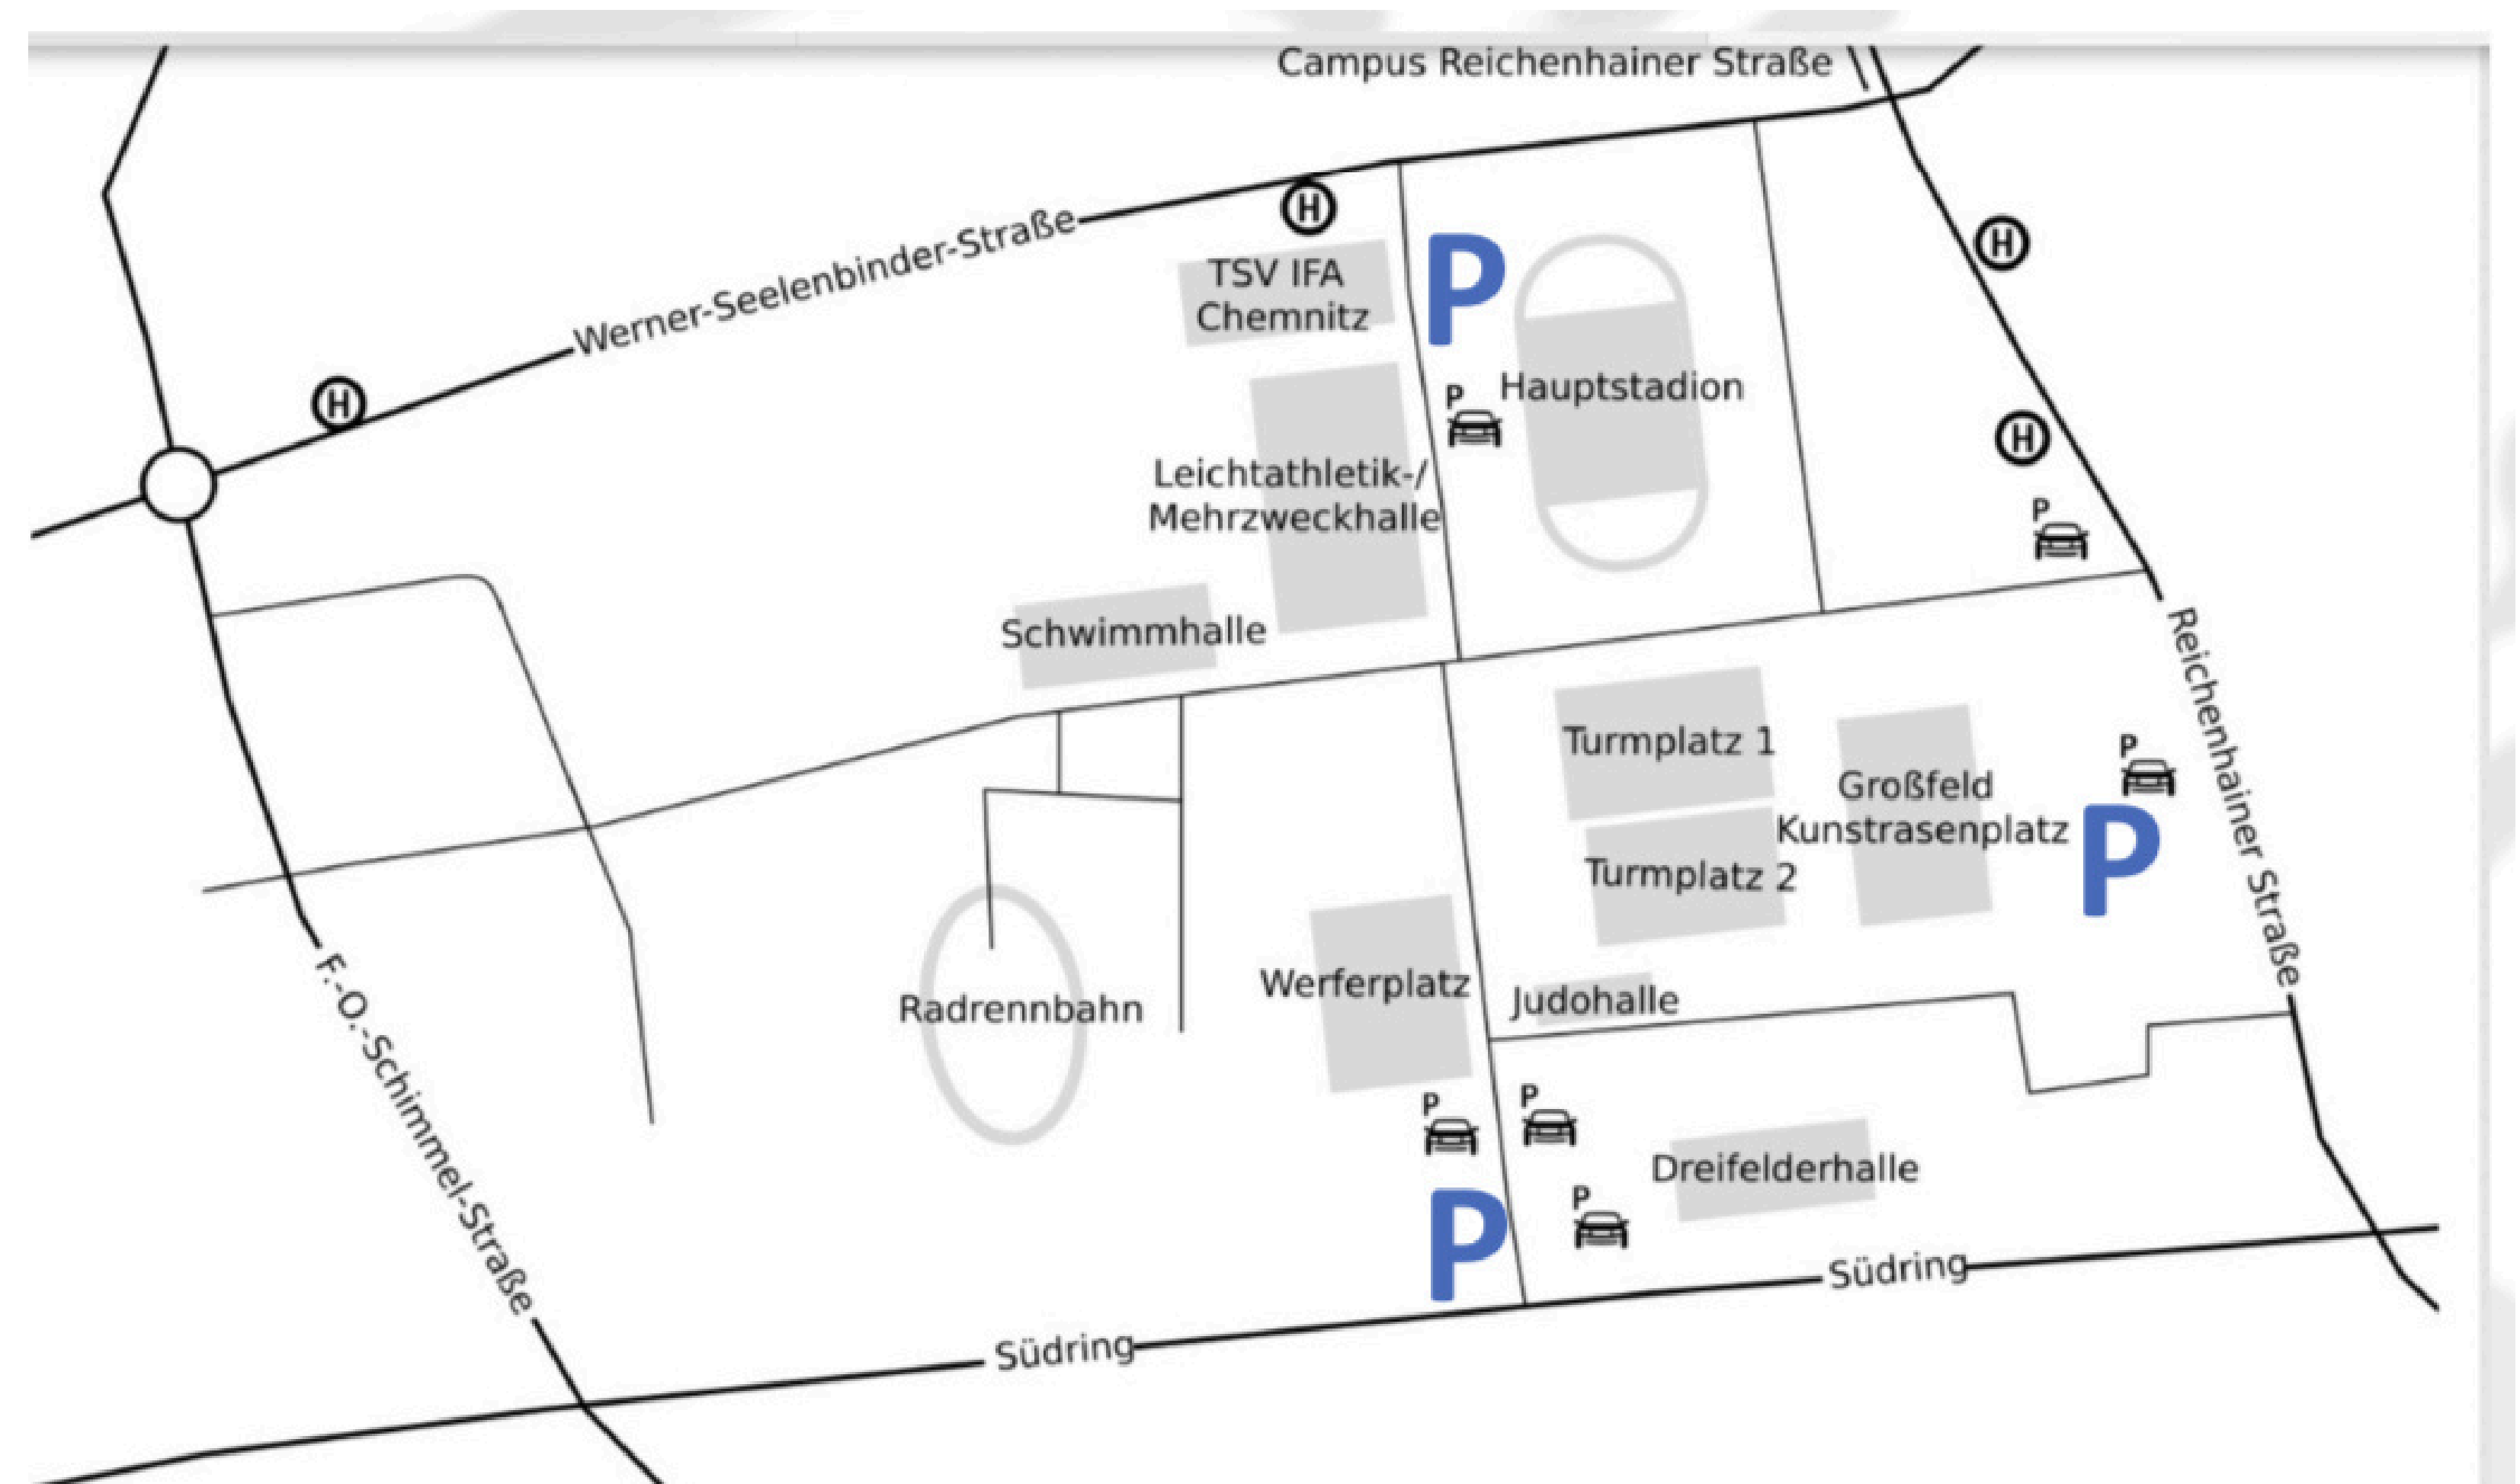 Campus Reichenhainer Straße
H
Werner-Seelenbinder-Straße
H
TSV IFA
Chemnitz
P
H
P
Hauptstadion
H
Leichtathletik-/
Mehrzweckhalle
P
Schwimmhalle
Reichenhainer Straße
Turmplatz 1
P
Großfeld
Kunstrasenplatz
P
Turmplatz 2
F.-O.-Schimmel-Straße
Radrennbahn
Werferplatz
Judohalle
P
P
Dreifelderhalle
P
P
Südring
Südring